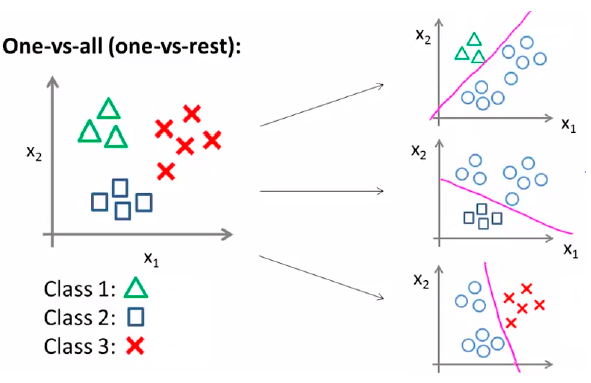 One-vs-all (one-vs-rest):
x2
x1
Class 1:
Class 2:
Class 3:
x2
x1
x2
x1
x2
x1